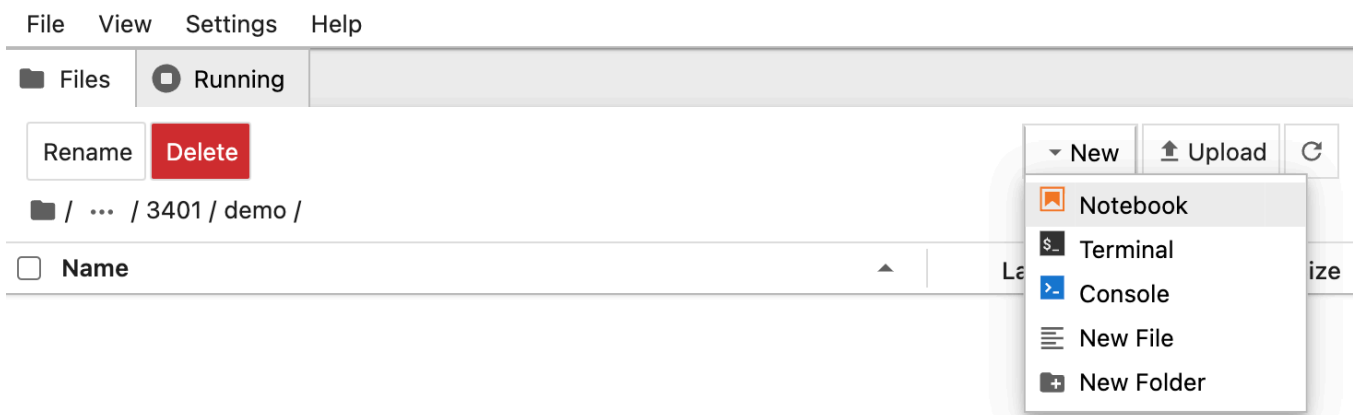 File View Settings Help
Files Running
Rename Delete New Upload
/ ... / 3401 / demo /
Notebook
$_ Terminal
Name
>_ Console
New File
New Folder